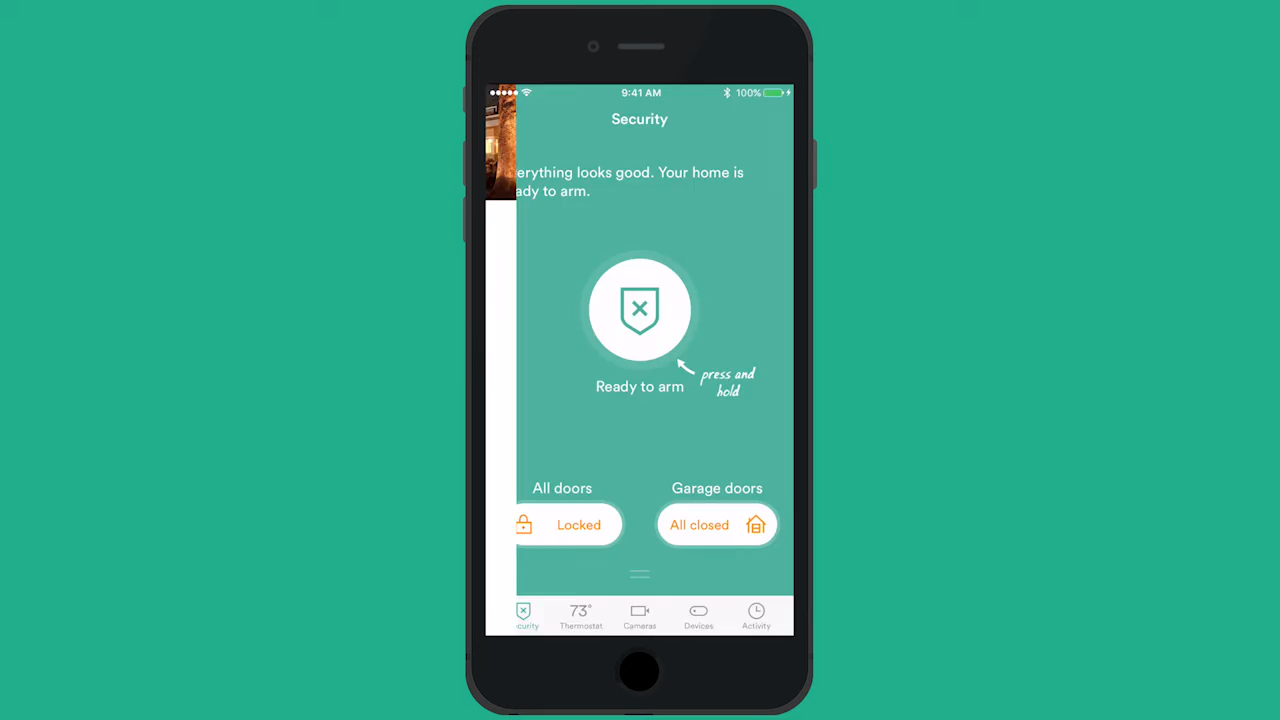 9:41 AM
100%
Security
erything looks good. Your home is
ady to arm.
Ready to arm
press and
hold
All doors
Garage doors
Locked
All closed
73°
curity
Thermostat
Cameras
Devices
Activity